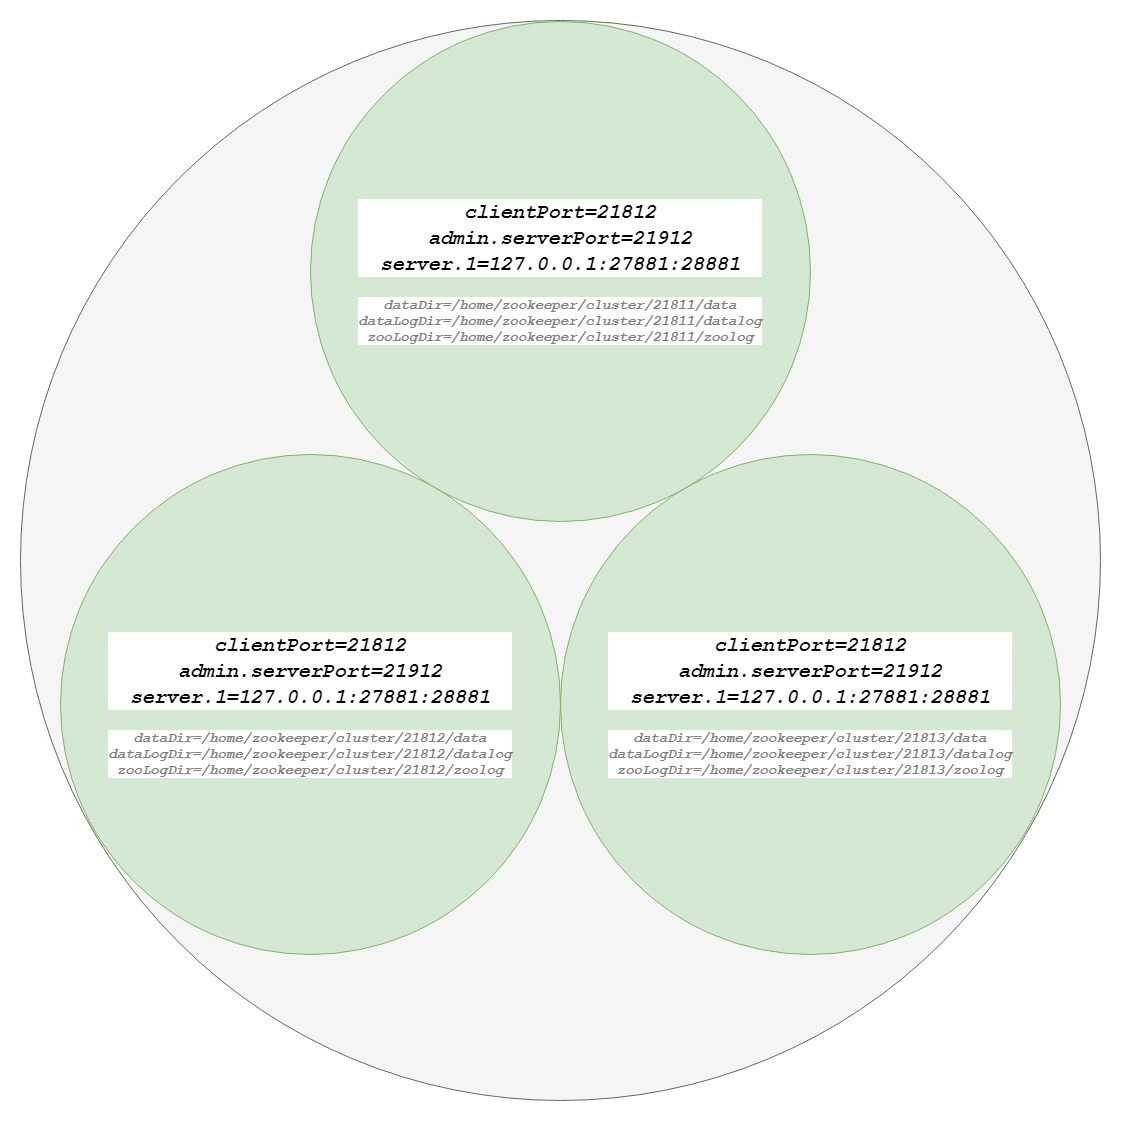 clientPort=21812
admin.serverPort=21912
server.1=127.0.0.1:27881:28881
dataDir=/home/zookeeper/cluster/21811/data
dataLogDir=/home/zookeeper/cluster/21811/datalog
zooLogDir=/home/zookeeper/cluster/21811/zoolog
clientPort=21812
admin.serverPort=21912
server.1=127.0.0.1:27881:28881
dataDir=/home/zookeeper/cluster/21812/data
dataLogDir=/home/zookeeper/cluster/21812/datalog
zooLogDir=/home/zookeeper/cluster/21812/zoolog
clientPort=21812
admin.serverPort=21912
server.1=127.0.0.1:27881:28881
dataDir=/home/zookeeper/cluster/21813/data
dataLogDir=/home/zookeeper/cluster/21813/datalog
zooLogDir=/home/zookeeper/cluster/21813/zoolog